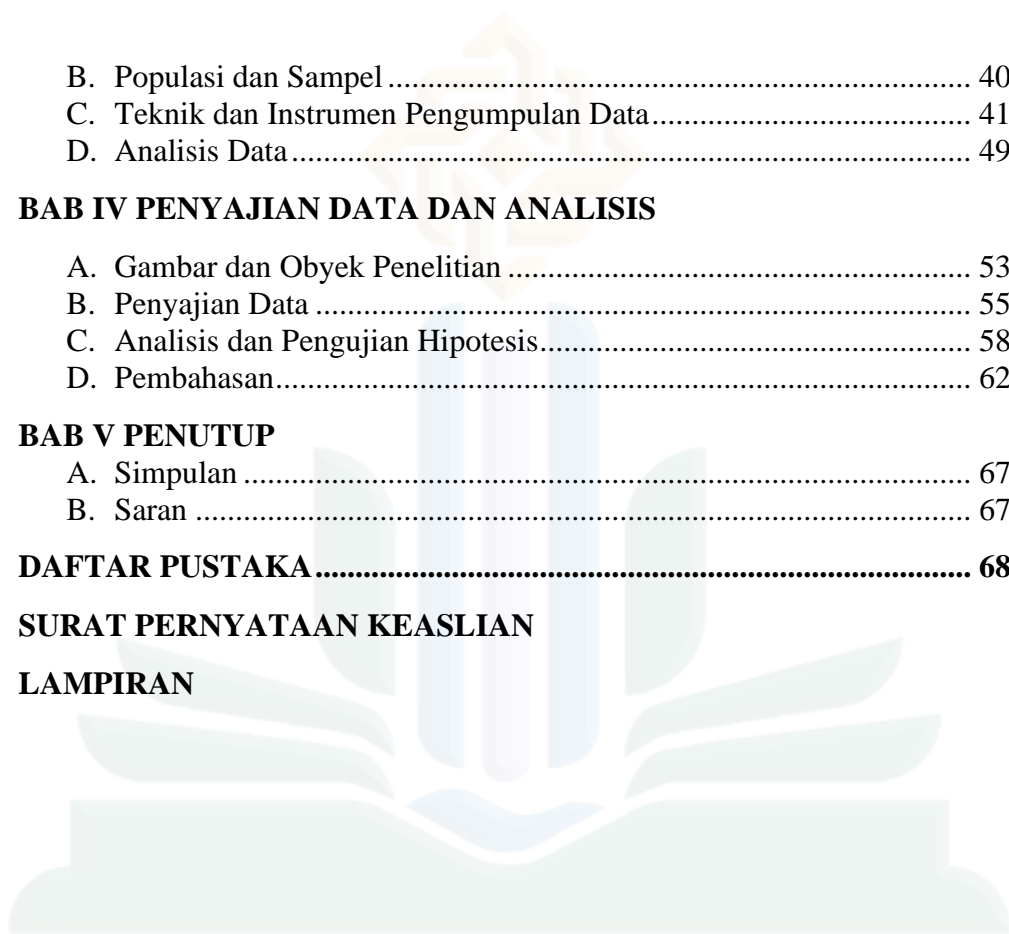 B. Populasi dan Sampel ........................................................................... 40
C. Teknik dan Instrumen Pengumpulan Data ......................................... 41
D. Analisis Data ...................................................................................... 49
BAB IV PENYAJIAN DATA DAN ANALISIS
A. Gambar dan Obyek Penelitian ........................................................... 53
B. Penyajian Data ................................................................................... 55
C. Analisis dan Pengujian Hipotesis ....................................................... 58
D. Pembahasan ........................................................................................ 62
BAB V PENUTUP
A. Simpulan ............................................................................................ 67
B. Saran .................................................................................................. 67
DAFTAR PUSTAKA ................................................................................... 68
SURAT PERNYATAAN KEASLIAN
LAMPIRAN